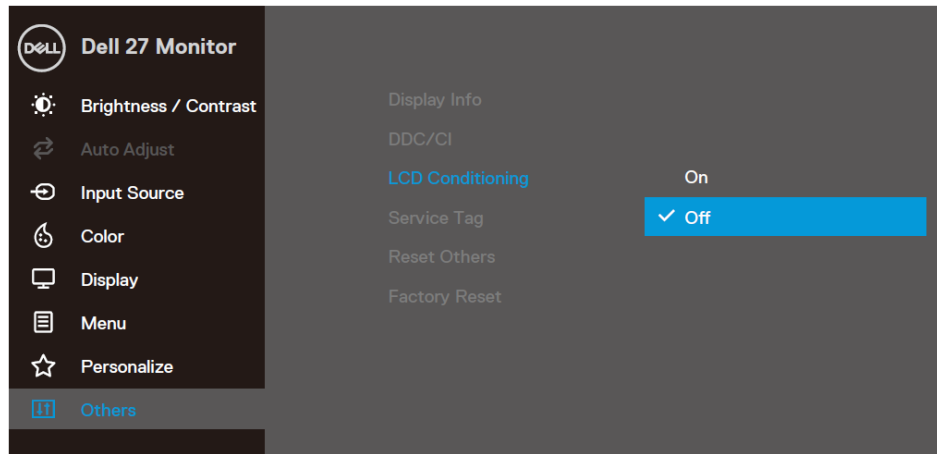 DELL
Dell 27 Monitor
Brightness / Contrast
Auto Adjust
Input Source
Color
Display
Menu
Personalize
Others
Display Info
DDC/CI
LCD Conditioning
Service Tag
Reset Others
Factory Reset
On
Off